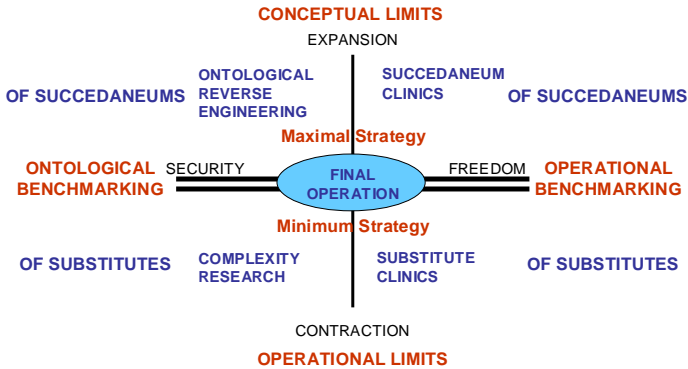 CONCEPTUAL LIMITS
EXPANSION
OF SUCCEDANEUMS
ONTOLOGICAL
REVERSE
ENGINEERING
SUCCEDANEUM
CLINICS
OF SUCCEDANEUMS
Maximal Strategy
ONTOLOGICAL
BENCHMARKING
SECURITY
FINAL
OPERATION
FREEDOM
OPERATIONAL
BENCHMARKING
Minimum Strategy
OF SUBSTITUTES
COMPLEXITY
RESEARCH
SUBSTITUTE
CLINICS
OF SUBSTITUTES
CONTRACTION
OPERATIONAL LIMITS